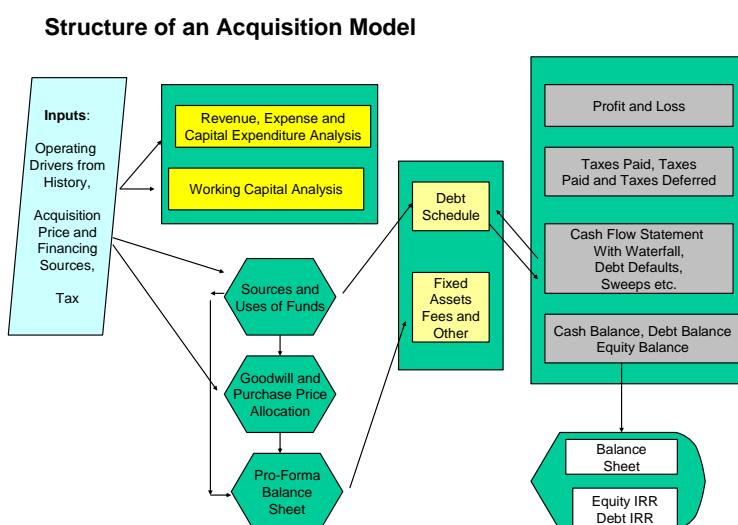 Structure of an Acquisition Model
Inputs:
Operating
Drivers from
History,
Acquisition
Price and
Financing
Sources,
Tax
Revenue, Expense and
Capital Expenditure Analysis
Working Capital Analysis
Sources and
Uses of Funds
Goodwill and
Purchase Price
Allocation
Pro-Forma
Balance
Sheet
Debt
Schedule
Fixed
Assets
Fees and
Other
Profit and Loss
Taxes Paid, Taxes
Paid and Taxes Deferred
Cash Flow Statement
With Waterfall,
Debt Defaults,
Sweeps etc.
Cash Balance, Debt Balance
Equity Balance
Balance
Sheet
Equity IRR
Debt IRR